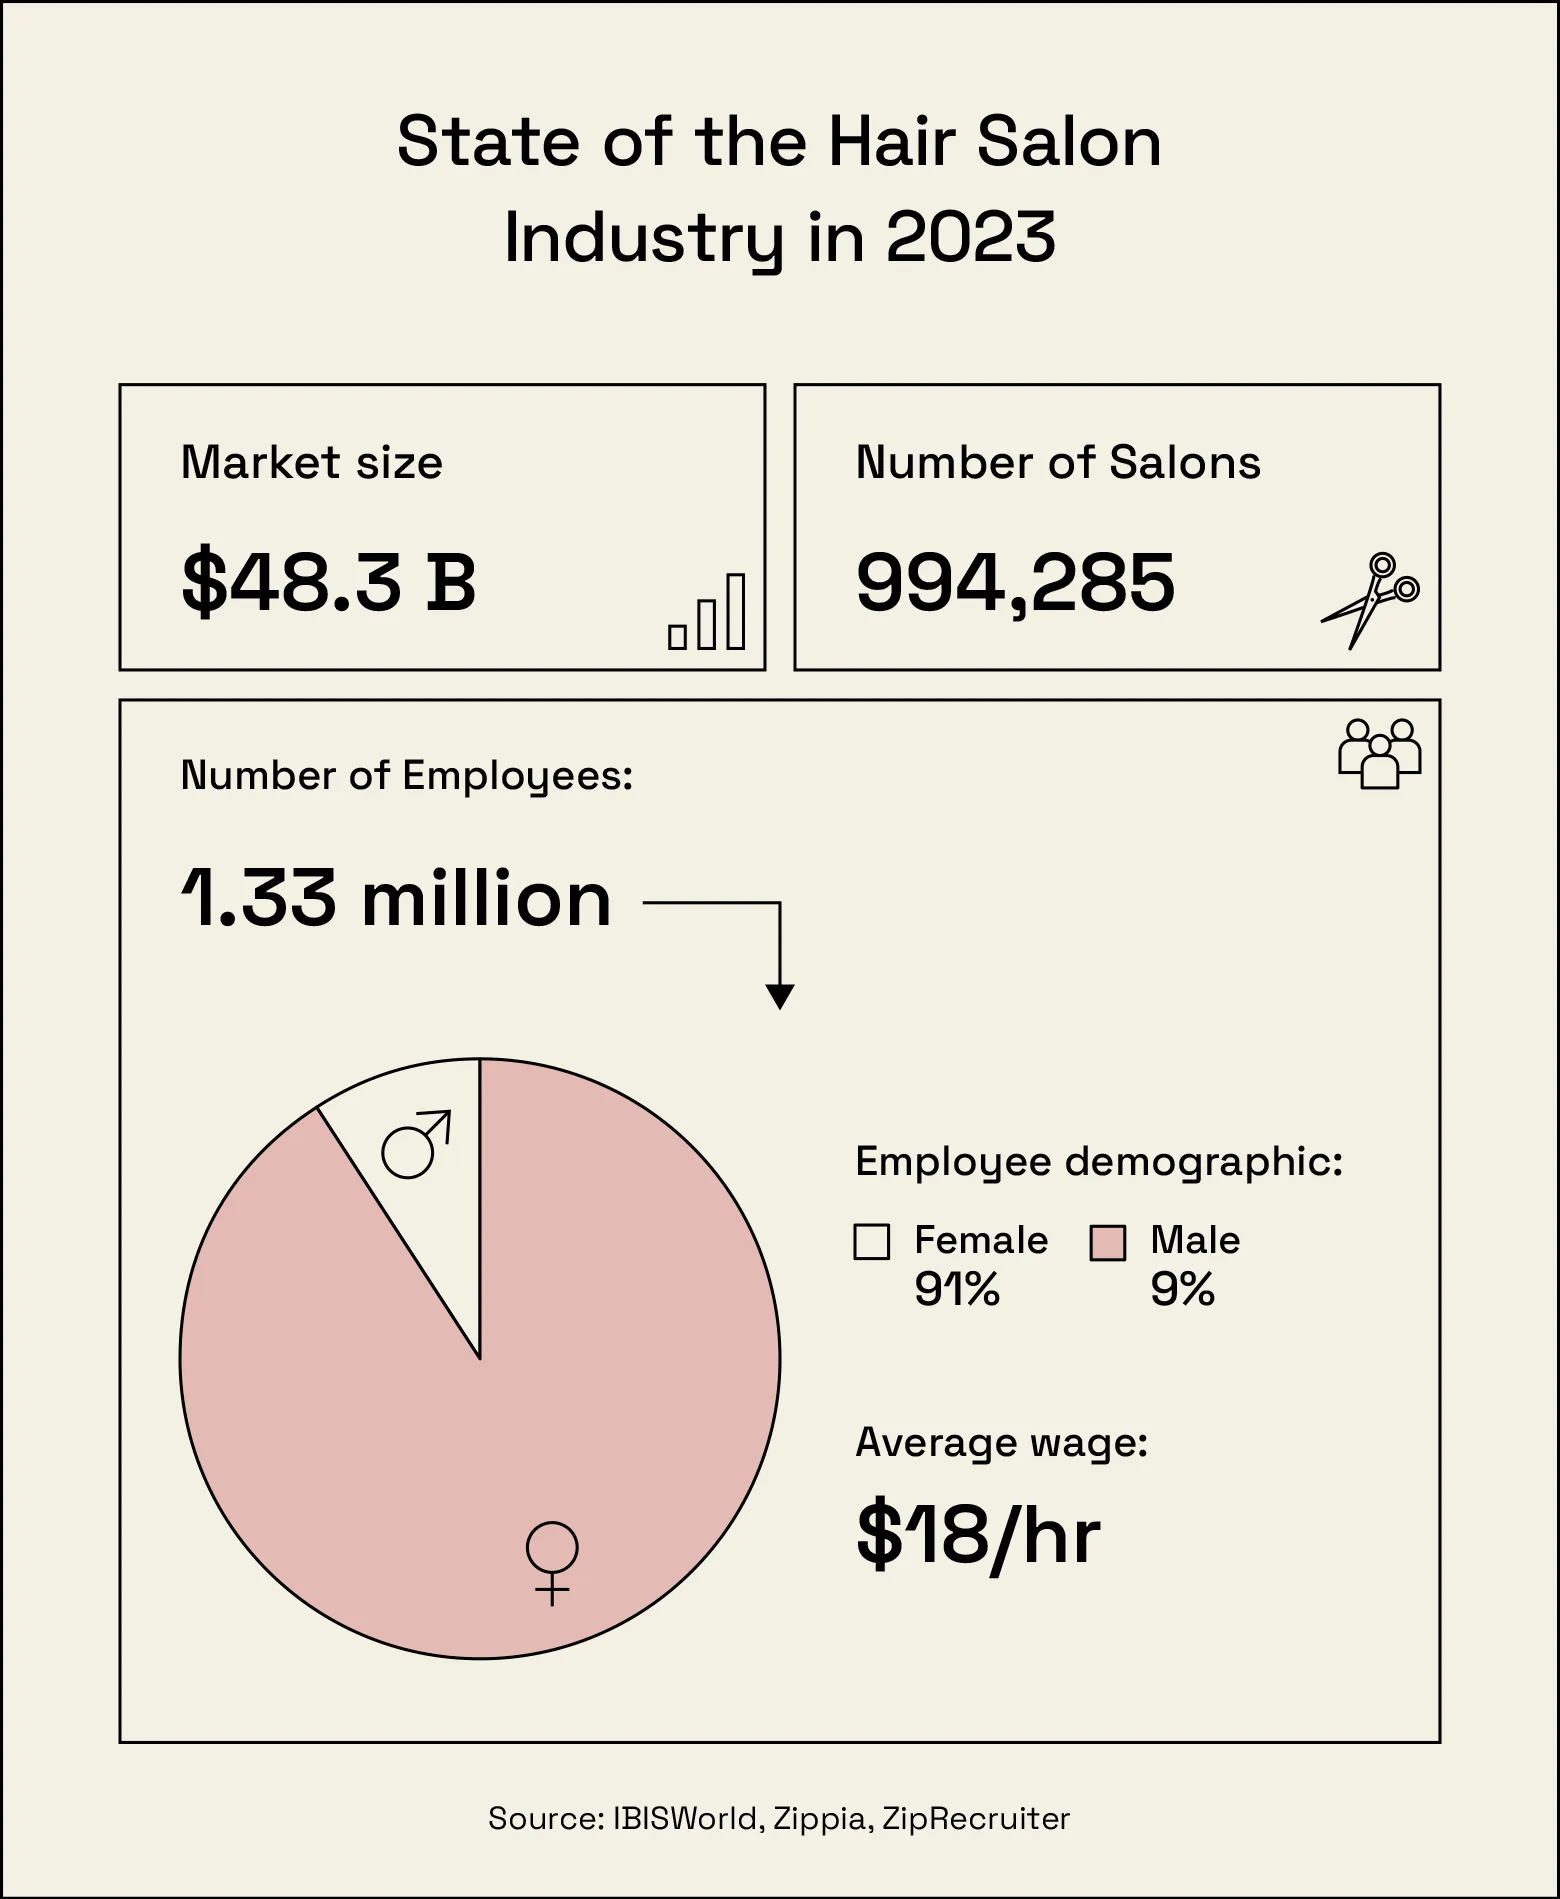 State of the Hair Salon
Industry in 2023
Market size
$48.3 B
Number of Salons
994,285
Number of Employees:
1.33 million
Employee demographic:
Female
91%
Male
9%
Average wage:
$18/hr
Source: IBISWorld, Zippia, ZipRecruiter